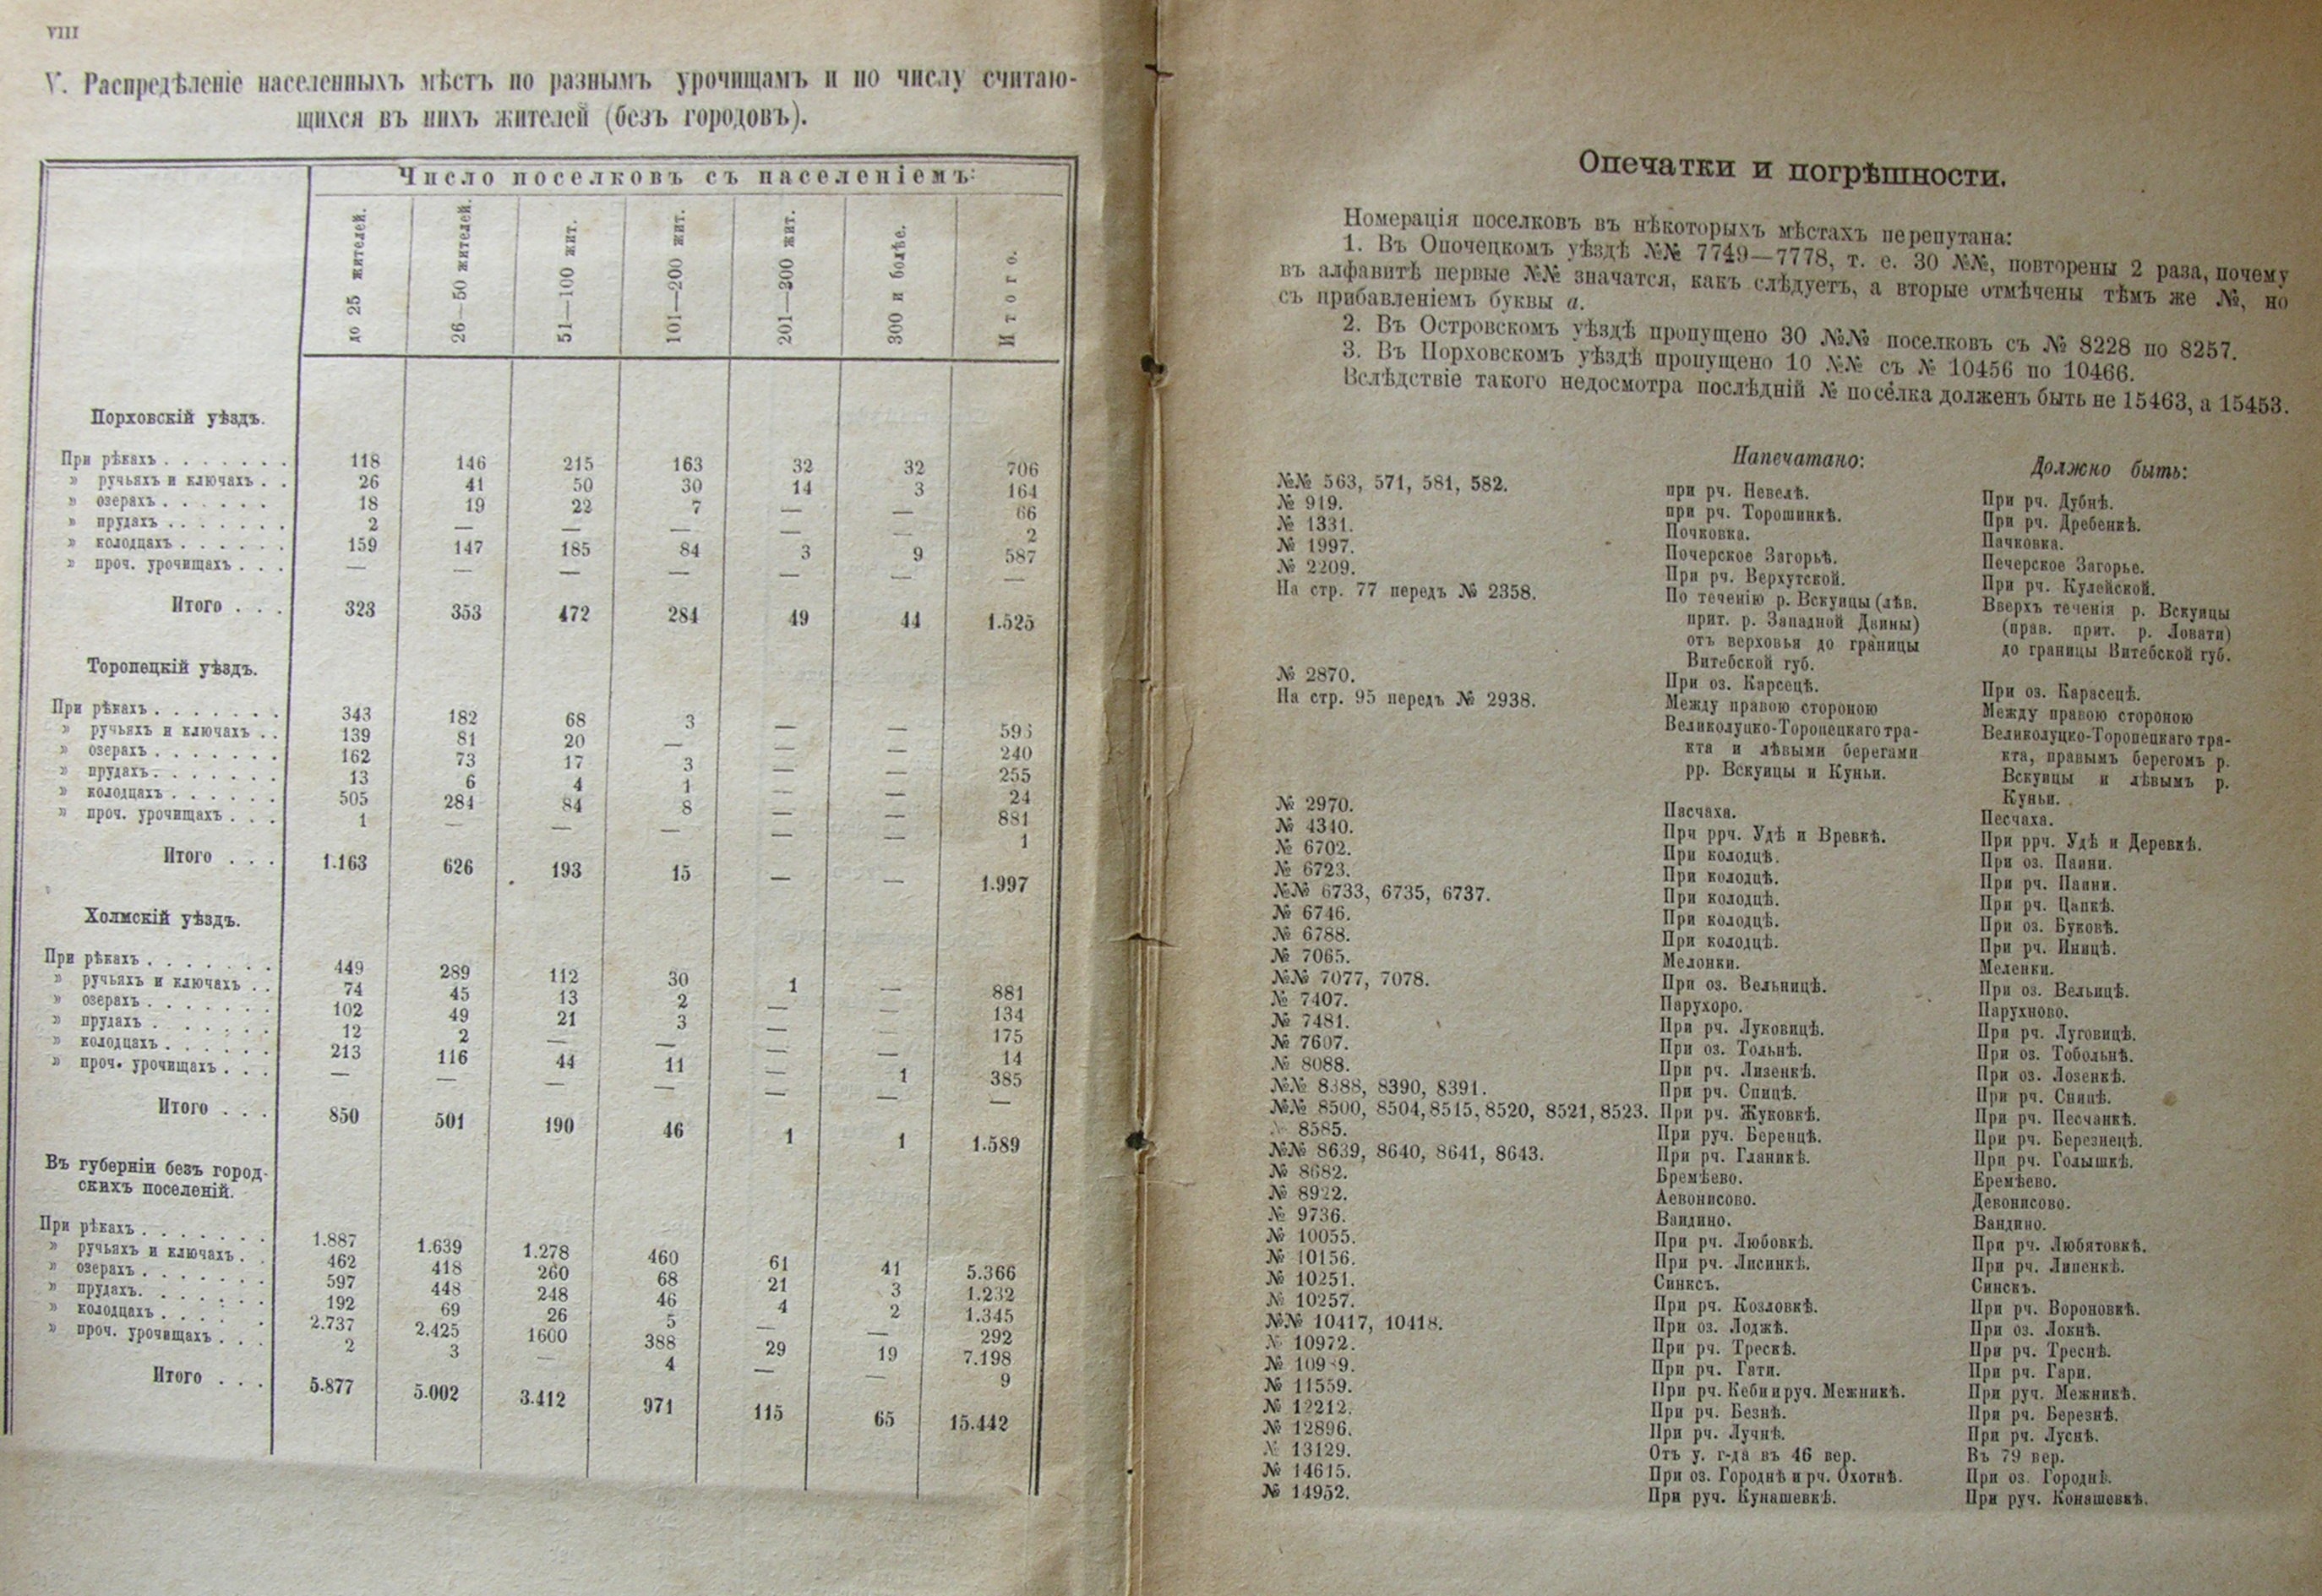 VIII
V. Распредѣленіе населенныхъ мѣстъ по разнымъ урочищамъ и по числу считаю-
щихся въ нихъ жителей (безъ городовъ).
Число поселковъ съ населеніемъ:
до 25 жителей. 26—50 жителей. 51—100 жит. 101—200 жит. 201—300 жит. 300 и болѣе. Итого.
Порховскій уѣздъ.
При рѣкахъ . . . . . . . 118 146 215 163 32 32 706
» ручьяхъ и ключахъ . . 26 41 50 30 14 3 164
» озерахъ . . . . . . 18 19 22 7 — — 66
» прудахъ . . . . . . . 2 — — — — — 2
» колодцахъ . . . . . . 159 147 185 84 3 9 587
» проч. урочищахъ . . . — — — — — — —
Итого . . . 323 353 472 284 49 44 1.525
Торопецкій уѣздъ.
При рѣкахъ . . . . . . . 343 182 68 3 — — 596
» ручьяхъ и ключахъ . . 139 81 20 — — — 240
» озерахъ . . . . . . . 162 73 17 3 — — 255
» прудахъ . . . . . . . 13 6 4 1 — — 24
» колодцахъ . . . . . . 505 284 84 8 — — 881
» проч. урочищахъ . . . 1 — — — — — 1
Итого . . . 1.163 626 193 15 — — 1.997
Холмскій уѣздъ.
При рѣкахъ . . . . . . . 449 289 112 30 1 — 881
» ручьяхъ и ключахъ . . 74 45 13 2 — — 134
» озерахъ . . . . . . . 102 49 21 3 — — 175
» прудахъ . . . . . . 12 2 — — — — 14
» колодцахъ . . . . . . 213 116 44 11 — 1 385
» проч. урочищахъ . . . — — — — — — —
Итого . . . 850 501 190 46 1 1 1.589
Въ губерніи безъ город-
скихъ поселеній.
При рѣкахъ . . . . . . . 1.887 1.639 1.278 460 61 41 5.366
» ручьяхъ и ключахъ . . 462 418 260 68 21 3 1.232
» озерахъ . . . . . . . 597 448 248 46 4 2 1.345
» прудахъ. . . . . . . 192 69 26 5 — — 292
» колодцахъ . . . . . . 2.737 2.425 1600 388 29 19 7.198
» проч. урочищахъ . . . 2 3 — 4 — — 9
Итого . . . 5.877 5.002 3.412 971 115 65 15.442
Опечатки и погрѣшности.
Номерація поселковъ въ нѣкоторыхъ мѣстахъ перепутана:
1. Въ Опочецкомъ уѣздѣ №№ 7749—7778, т. е. 30 №№, повторены 2 раза, почему
въ алфавитѣ первые №№ значатся, какъ слѣдуетъ, а вторые отмѣчены тѣмъ же №, но
съ прибавленіемъ буквы а.
2. Въ Островскомъ уѣздѣ пропущено 30 №№ поселковъ съ № 8228 по 8257.
3. Въ Порховскомъ уѣздѣ пропущено 10 №№ съ № 10456 по 10466.
Вслѣдствіе такого недосмотра послѣдній № посёлка долженъ быть не 15463, а 15453.
Напечатано: Должно быть:
№№ 563, 571, 581, 582. при рч. Невелѣ. При рч. Дубнѣ.
№ 919. при рч. Торошинкѣ. При рч. Дребенкѣ.
№ 1331. Почковка. Пачковка.
№ 1997. Почерское Загорьѣ. Печерское Загорье.
№ 2209. При рч. Верхутской. При рч. Кулейской.
На стр. 77 передъ № 2358. По теченію р. Вскуицы (лѣв. Вверхъ теченія р. Вскуицы
прит. р. Западной Двины) (прав. прит. р. Ловати)
отъ верховья до границы до границы Витебской губ.
Витебской губ.
№ 2870. При оз. Карсецѣ. При оз. Карасецѣ.
На стр. 95 передъ № 2938. Между правою стороною Между правою стороною
Великолуцко-Торопецкаго тра- Великолуцко-Торопецкаго тра-
кта и лѣвыми берегами кта, правымъ берегомъ р.
рр. Вскуицы и Куньи. Вскуицы и лѣвымъ р.
Куньи.
№ 2970. Пасчаха. Песчаха.
№ 4340. При ррч. Удѣ и Вревкѣ. При ррч. Удѣ и Деревкѣ.
№ 6702. При колодцѣ. При оз. Панни.
№ 6723. При колодцѣ. При рч. Панни.
№№ 6733, 6735, 6737. При колодцѣ. При рч. Цапкѣ.
№ 6746. При колодцѣ. При оз. Буковѣ.
№ 6788. При колодцѣ. При рч. Иницѣ.
№ 7065. Мелонки. Меленки.
№№ 7077, 7078. При оз. Вельницѣ. При оз. Вельицѣ.
№ 7407. Парухоро. Парухново.
№ 7481. При рч. Луковицѣ. При рч. Луговицѣ.
№ 7607. При оз. Тольнѣ. При оз. Тобольнѣ.
№ 8088. При рч. Лизенкѣ. При оз. Лозенкѣ.
№№ 8388, 8390, 8391. При рч. Спицѣ. При рч. Сницѣ.
№№ 8500, 8504, 8515, 8520, 8521, 8523. При рч. Жуковкѣ. При рч. Песчанкѣ.
№ 8585. При руч. Беренцѣ. При рч. Березнецѣ.
№№ 8639, 8640, 8641, 8643. При рч. Гланикѣ. При рч. Голышкѣ.
№ 8682. Бремѣево. Еремѣево.
№ 8922. Левонисово. Девонисово.
№ 9736. Вандино. Вандино.
№ 10055. При рч. Любовкѣ. При рч. Любятовкѣ.
№ 10156. При рч. Лисинкѣ. При рч. Липенкѣ.
№ 10251. Синксъ. Синскъ.
№ 10257. При рч. Козловкѣ. При рч. Вороновкѣ.
№№ 10417, 10418. При оз. Лоджѣ. При оз. Локнѣ.
№ 10972. При рч. Трескѣ. При рч. Треснѣ.
№ При рч. Гати. При рч. Гари.
№ 11559. При рч. Кеби и руч. Межникѣ. При руч. Межникѣ.
№ 12212. При рч. Безнѣ. При рч. Березнѣ.
№ 12896. При рч. Лучнѣ. При рч. Луснѣ.
№ 13129. Отъ у. г-да въ 46 вер. Въ 79 вер.
№ 14615. При оз. Городнѣ и рч. Охотнѣ. При оз. Городнѣ.
№ 14952. При руч. Кунашевкѣ. При руч. Конашевкѣ.